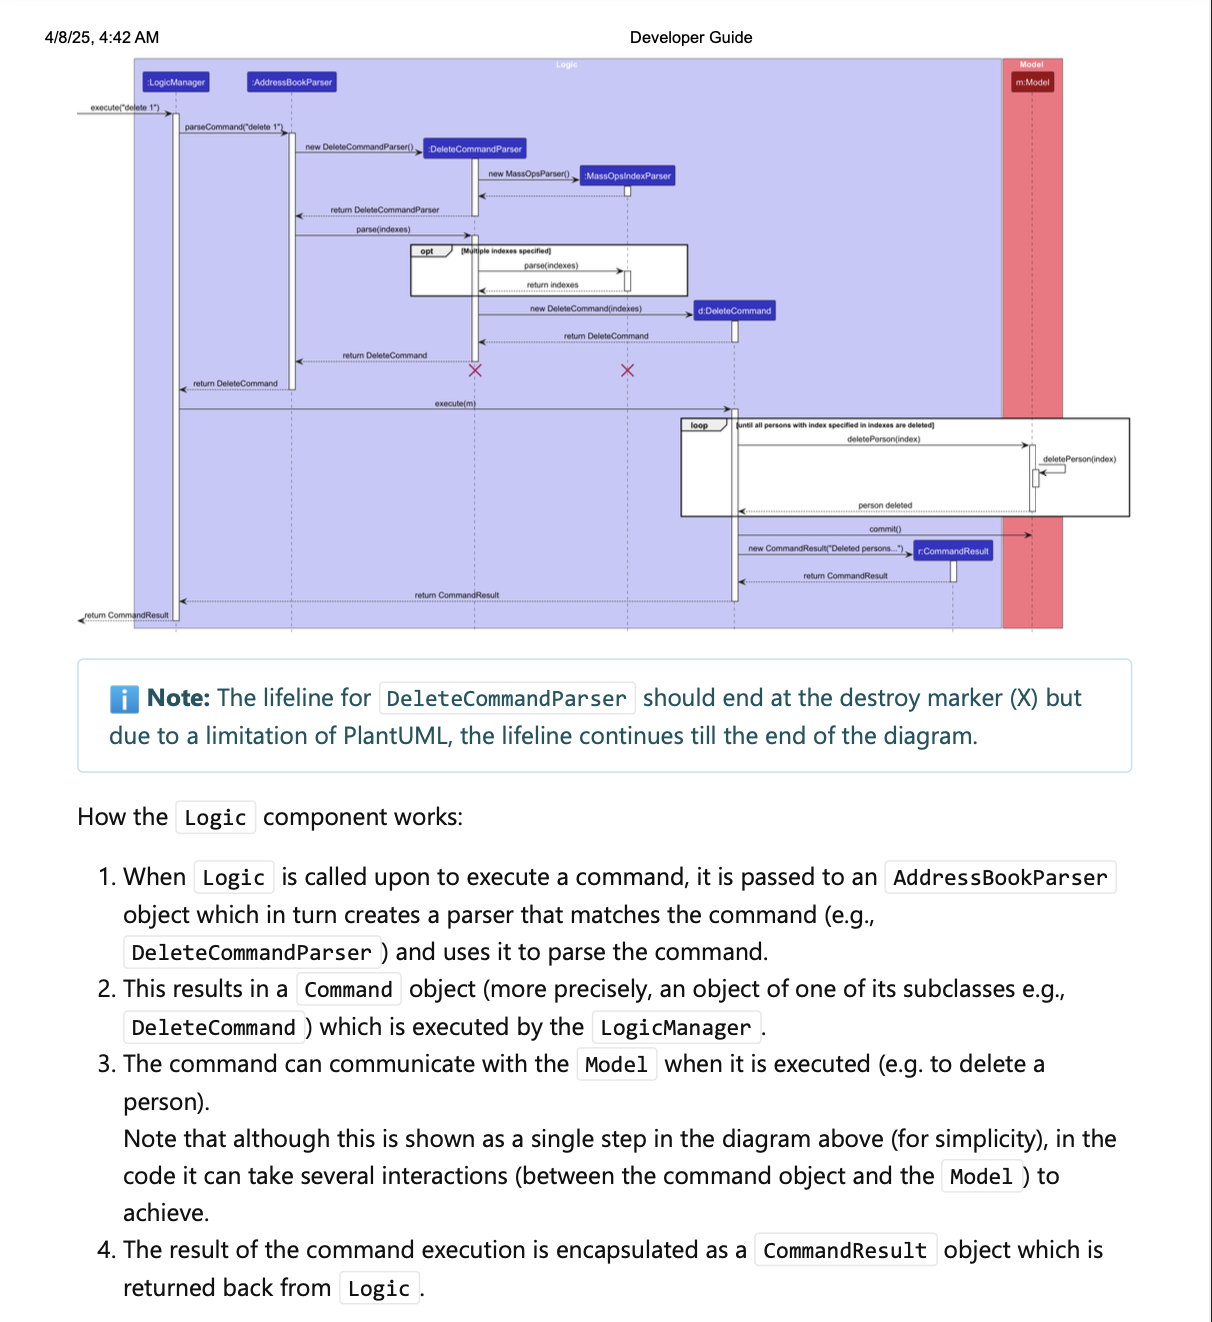 4/8/25, 4:42 AM Developer Guide
Logic Model
:LogicManager :AddressBookParser m:Model
execute("delete 1")
parseCommand("delete 1")
new DeleteCommandParser() :DeleteCommandParser
new MassOpsParser() :MassOpsIndexParser
return DeleteCommandParser
parse(indexes)
opt [Multiple indexes specified]
parse(indexes)
return indexes
new DeleteCommand(indexes) d:DeleteCommand
return DeleteCommand
return DeleteCommand
return DeleteCommand
execute(m)
loop [until all persons with index specified in indexes are deleted]
deletePerson(index)
deletePerson(index)
person deleted
commit()
new CommandResult("Deleted persons...") r:CommandResult
return CommandResult
return CommandResult
return CommandResult
Note: The lifeline for DeleteCommandParser should end at the destroy marker (X) but
due to a limitation of PlantUML, the lifeline continues till the end of the diagram.
How the Logic component works:
1. When Logic is called upon to execute a command, it is passed to an AddressBookParser
object which in turn creates a parser that matches the command (e.g.,
DeleteCommandParser ) and uses it to parse the command.
2. This results in a Command object (more precisely, an object of one of its subclasses e.g.,
DeleteCommand ) which is executed by the LogicManager .
3. The command can communicate with the Model when it is executed (e.g. to delete a
person).
Note that although this is shown as a single step in the diagram above (for simplicity), in the
code it can take several interactions (between the command object and the Model ) to
achieve.
4. The result of the command execution is encapsulated as a CommandResult object which is
returned back from Logic .